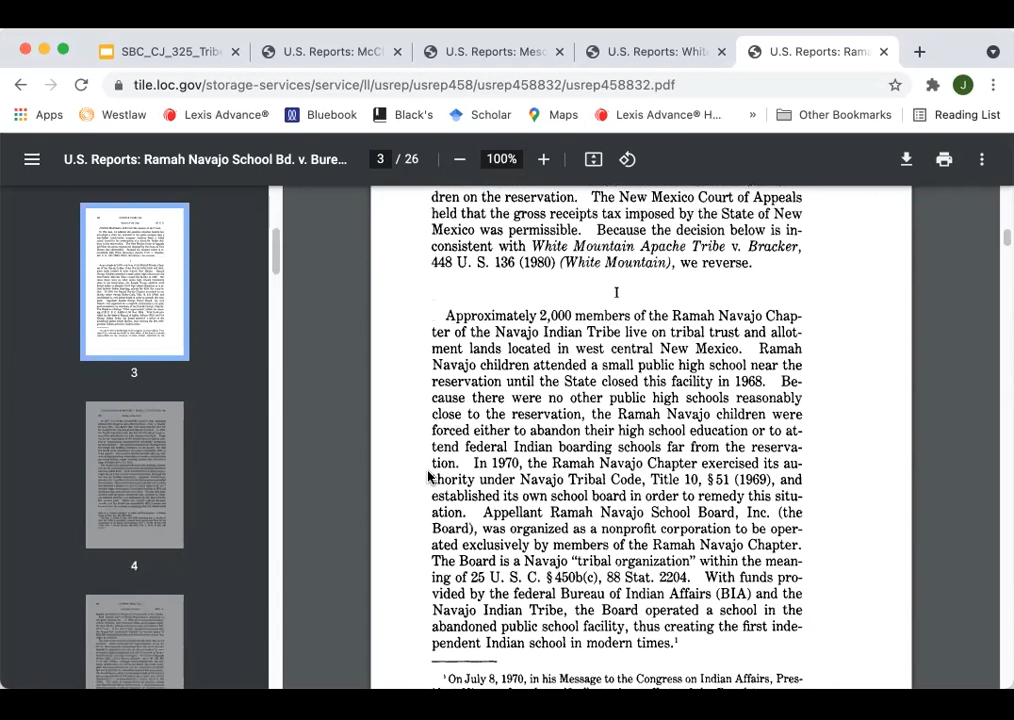 SBC_CJ_325_Trib
U.S. Reports: McC
U.S. Reports: Mesc
U.S. Reports: Whit
U.S. Reports: Rama
tile.loc.gov/storage-services/service/ll/usrep/usrep458/usrep458832/usrep458832.pdf
J
Apps
Westlaw
Lexis Advance®
Bluebook
Black's
Scholar
Maps
Lexis Advance® H...
»
Other Bookmarks
Reading List
U.S. Reports: Ramah Navajo School Bd. v. Bure...
3 / 26
100%
3
4
dren on the reservation. The New Mexico Court of Appeals
held that the gross receipts tax imposed by the State of New
Mexico was permissible. Because the decision below is in-
consistent with White Mountain Apache Tribe v. Bracker,
448 U. S. 136 (1980) (White Mountain), we reverse.
I
Approximately 2,000 members of the Ramah Navajo Chap-
ter of the Navajo Indian Tribe live on tribal trust and allot-
ment lands located in west central New Mexico. Ramah
Navajo children attended a small public high school near the
reservation until the State closed this facility in 1968. Be-
cause there were no other public high schools reasonably
close to the reservation, the Ramah Navajo children were
forced either to abandon their high school education or to at-
tend federal Indian boarding schools far from the reserva-
tion. In 1970, the Ramah Navajo Chapter exercised its au-
thority under Navajo Tribal Code, Title 10, § 51 (1969), and
established its own school board in order to remedy this situ-
ation. Appellant Ramah Navajo School Board, Inc. (the
Board), was organized as a nonprofit corporation to be oper-
ated exclusively by members of the Ramah Navajo Chapter.
The Board is a Navajo “tribal organization” within the mean-
ing of 25 U. S. C. § 450b(c), 88 Stat. 2204. With funds pro-
vided by the federal Bureau of Indian Affairs (BIA) and the
Navajo Indian Tribe, the Board operated a school in the
abandoned public school facility, thus creating the first inde-
pendent Indian school in modern times.¹
¹ On July 8, 1970, in his Message to the Congress on Indian Affairs, Pres-